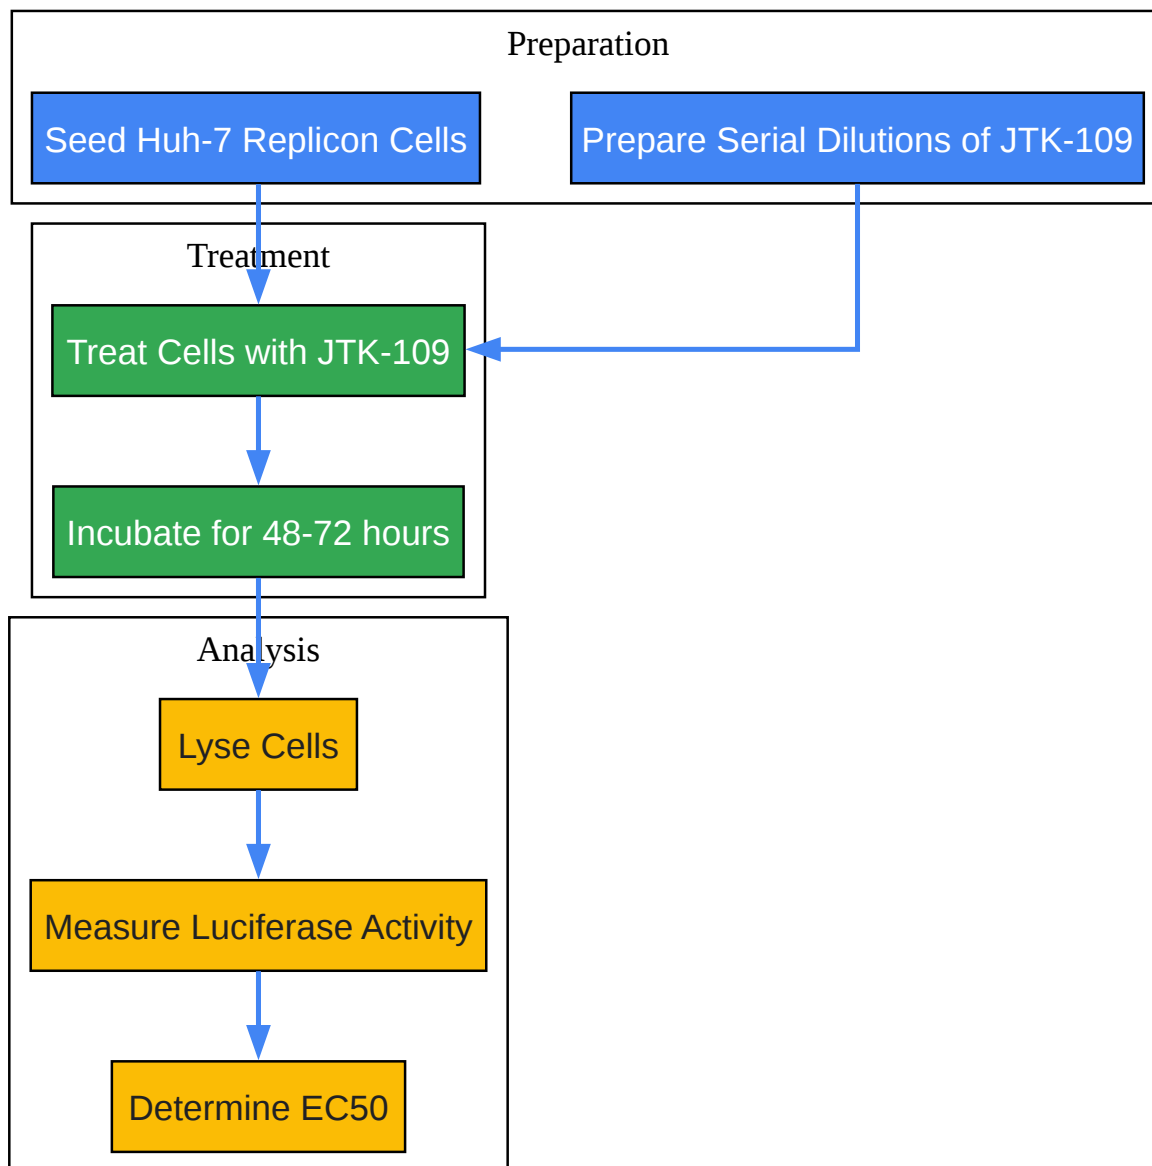 Preparation
Seed Huh-7 Replicon Cells
Prepare Serial Dilutions of JTK-109
Treatment
Treat Cells with JTK-109
Incubate for 48-72 hours
Analysis
Lyse Cells
Measure Luciferase Activity
Determine EC50